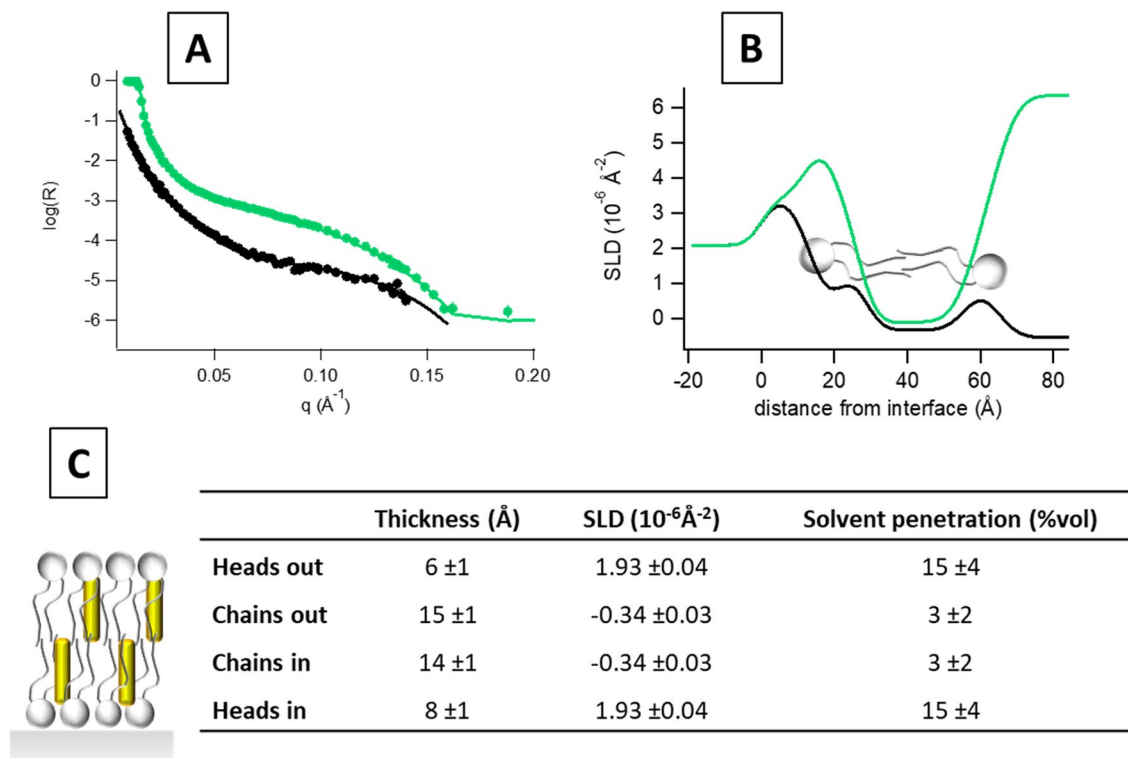 A
B
0
-1
-2
-3
-4
-5
-6
log(R)
0.05
0.10
0.15
0.20
q (Å-1)
6
5
4
3
2
1
0
SLD (10-6 Å-2)
-20
0
20
40
60
80
distance from interface (Å)
C
Thickness (Å) SLD (10-6Å-2) Solvent penetration (%vol)
Heads out 6 ±1 1.93 ±0.04 15 ±4
Chains out 15 ±1 -0.34 ±0.03 3 ±2
Chains in 14 ±1 -0.34 ±0.03 3 ±2
Heads in 8 ±1 1.93 ±0.04 15 ±4